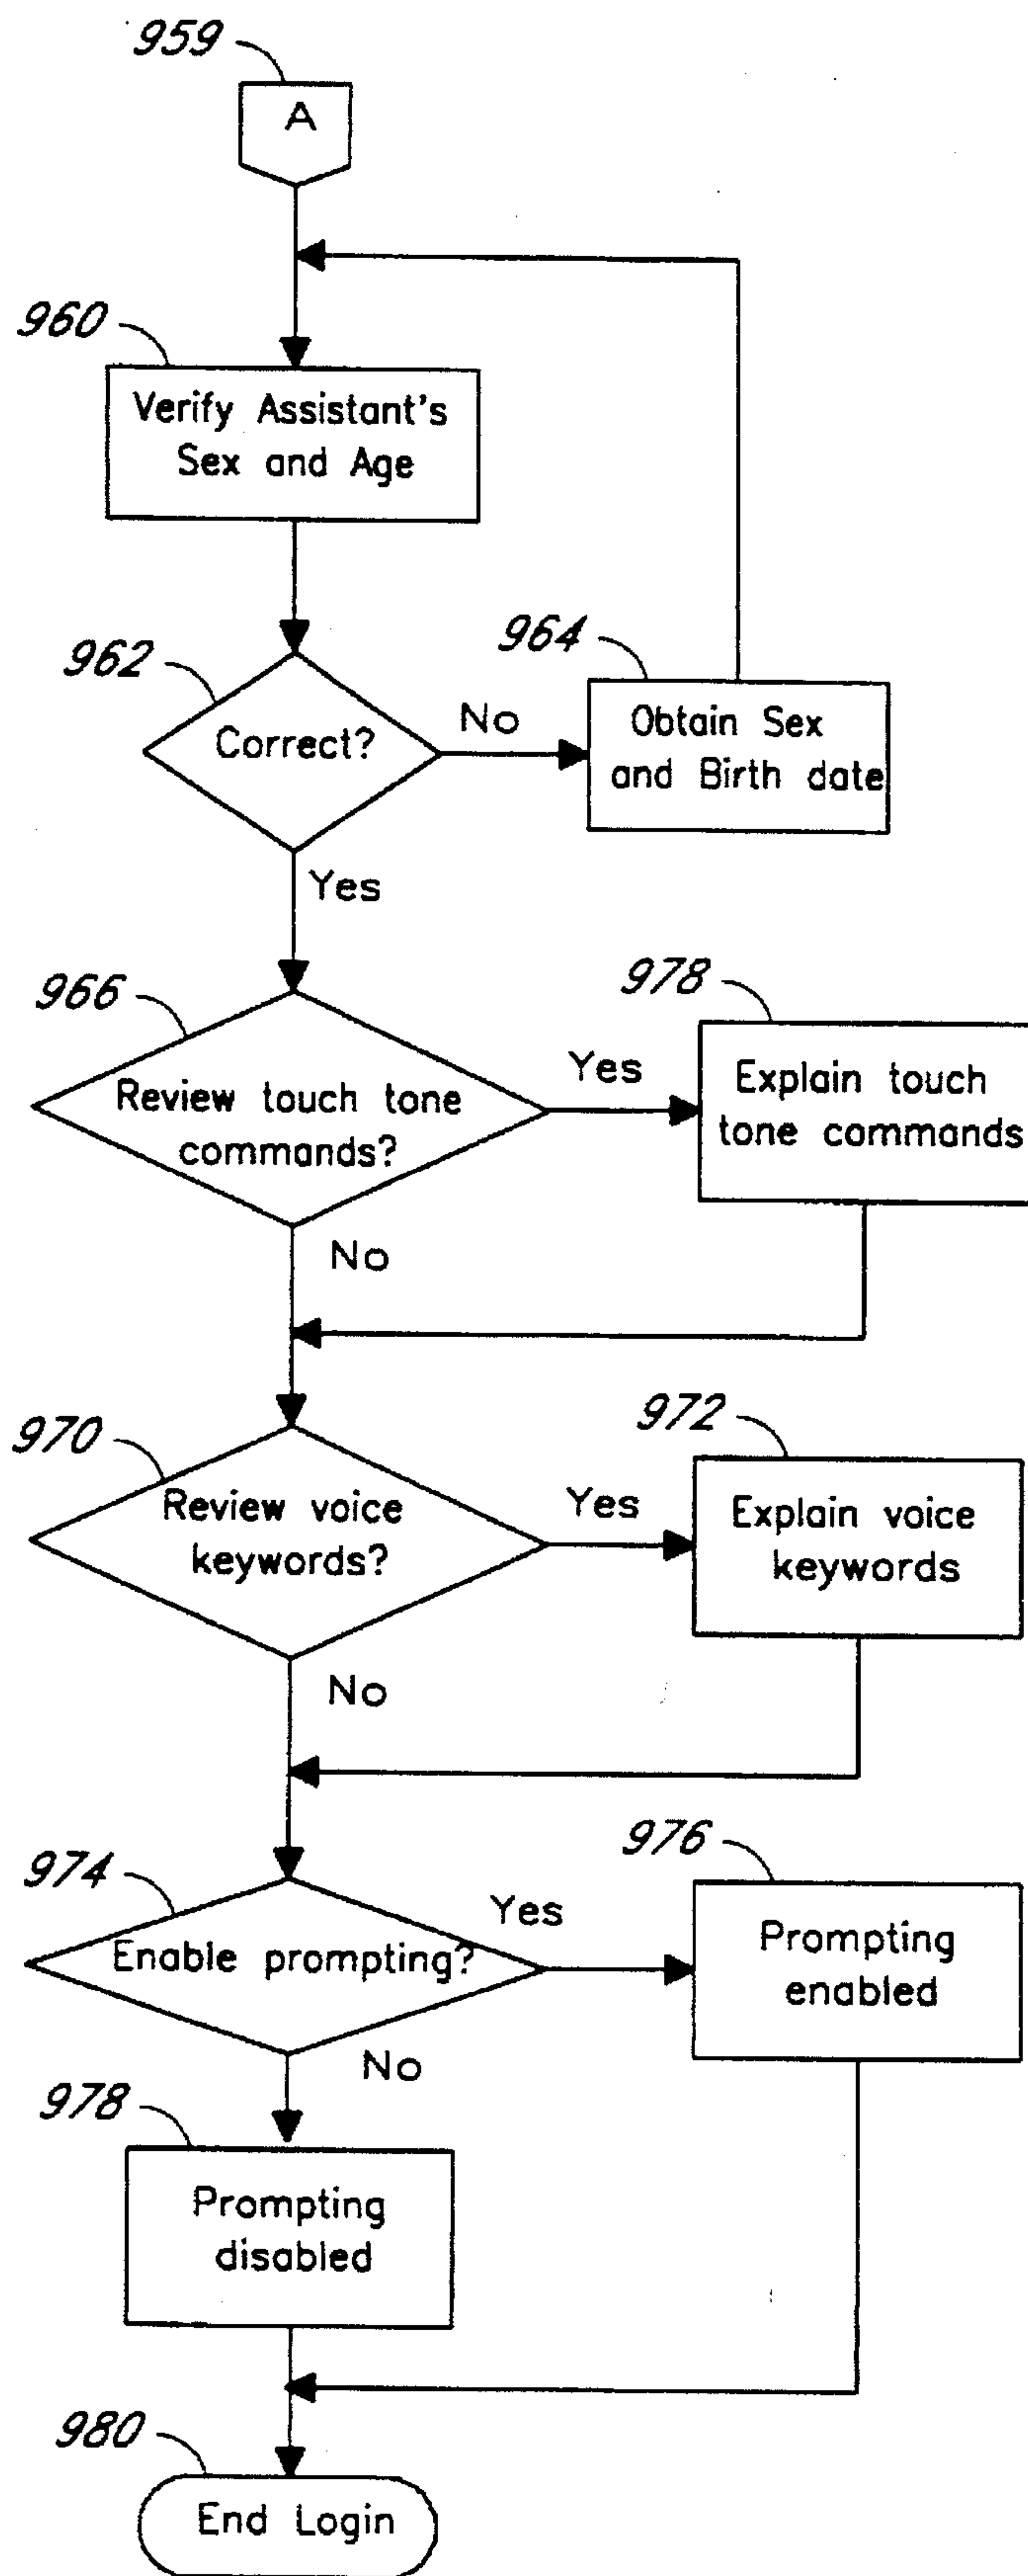 959
A
960
Verify Assistant's
Sex and Age
962
Correct?
No
964
Obtain Sex
and Birth date
Yes
966
Review touch tone
commands?
Yes
978
Explain touch
tone commands
No
970
Review voice
keywords?
Yes
972
Explain voice
keywords
No
974
Enable prompting?
Yes
976
Prompting
enabled
No
978
Prompting
disabled
980
End Login